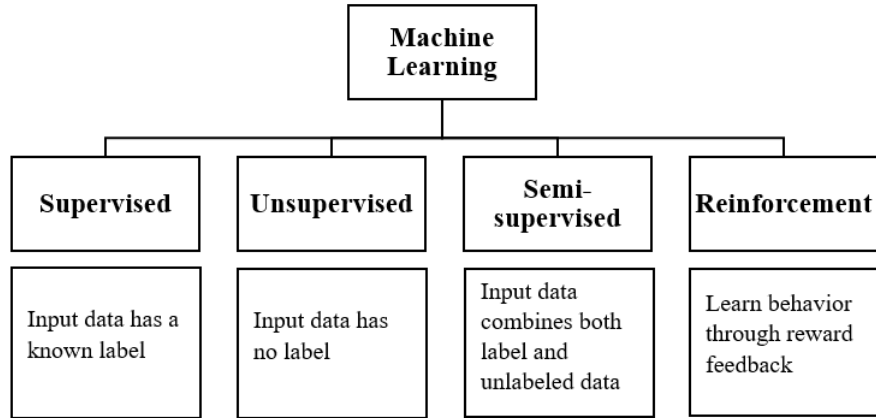 Machine
Learning
Supervised
Unsupervised
Semi-
supervised
Reinforcement
Input data has a
known label
Input data has
no label
Input data
combines both
label and
unlabeled data
Learn behavior
through reward
feedback